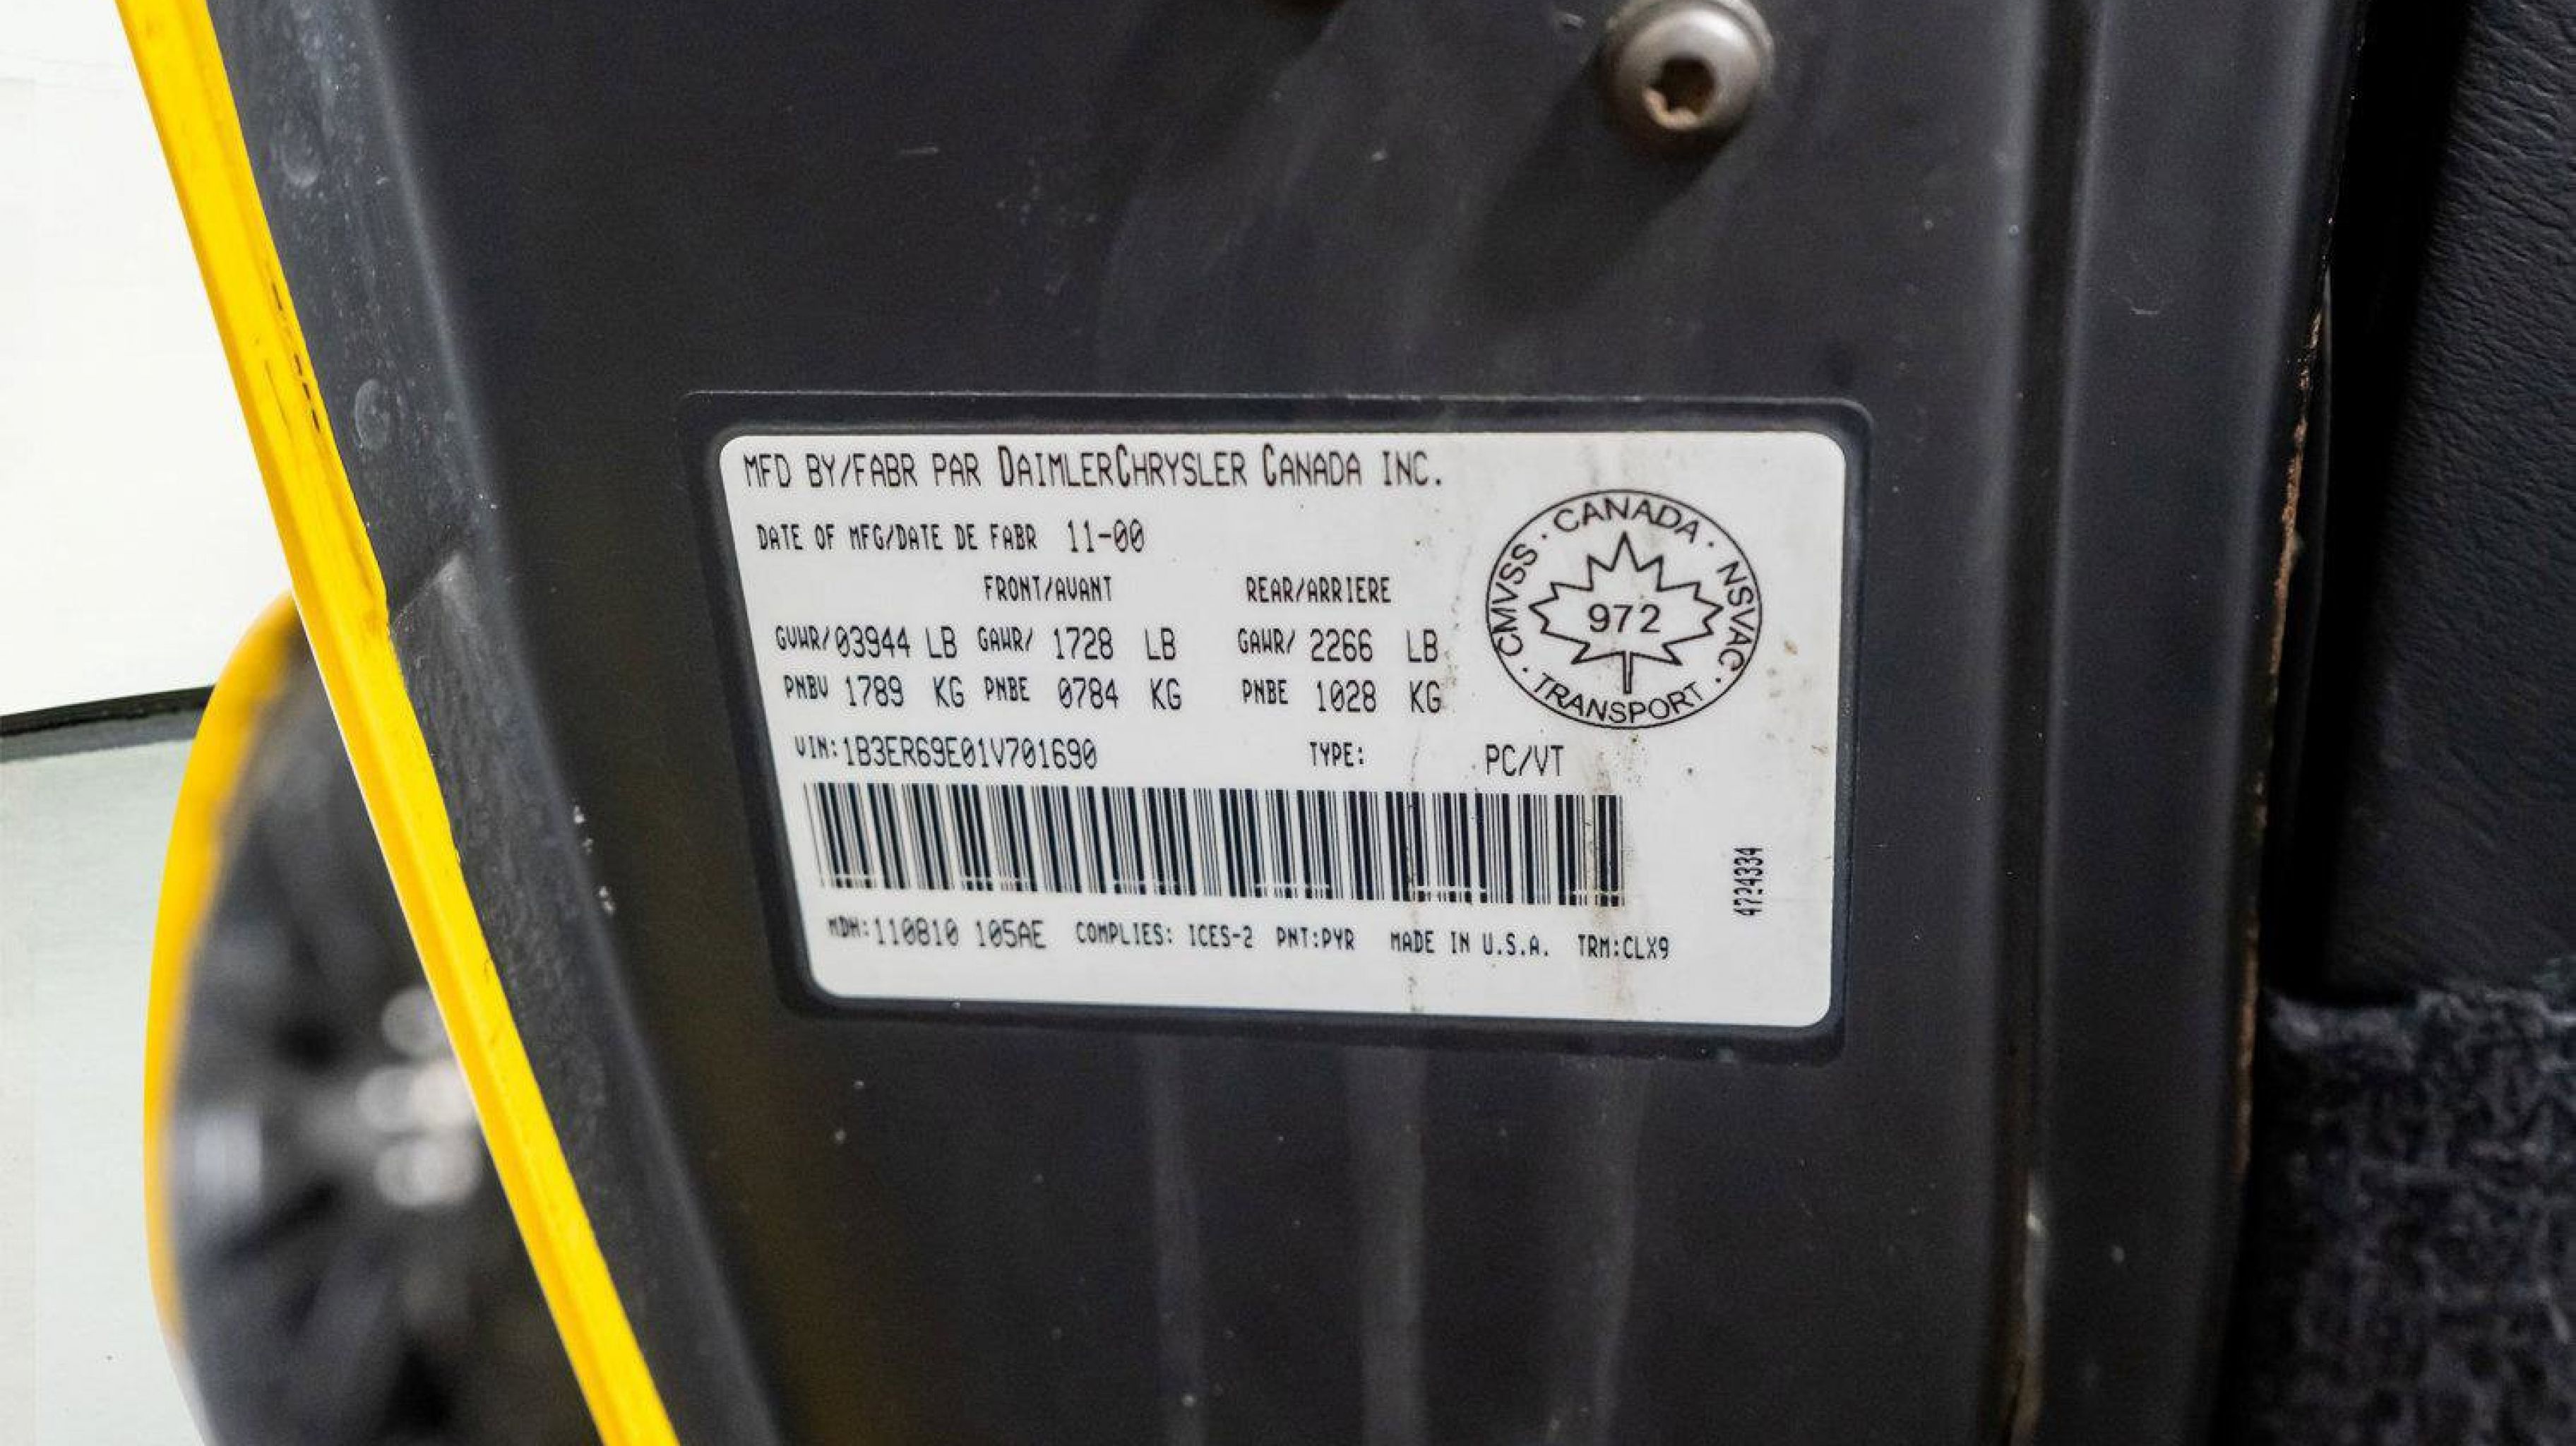 MFD BY/FABR PAR DAIMLERCHRYSLER CANADA INC.
DATE OF MFG/DATE DE FABR 11-00
FRONT/AVANT REAR/ARRIERE
GVWR/03944 LB GAWR/ 1728 LB GAWR/ 2266 LB
PNBV 1789 KG PNBE 0784 KG PNBE 1028 KG
VIN:1B3ER69E01V701690 TYPE: PC/VT
MDH:110810 105AE COMPLIES: ICES-2 PNT:PYR MADE IN U.S.A. TRM:CLX9
CMVSS · CANADA · NSVAC · TRANSPORT ·
972
4724334